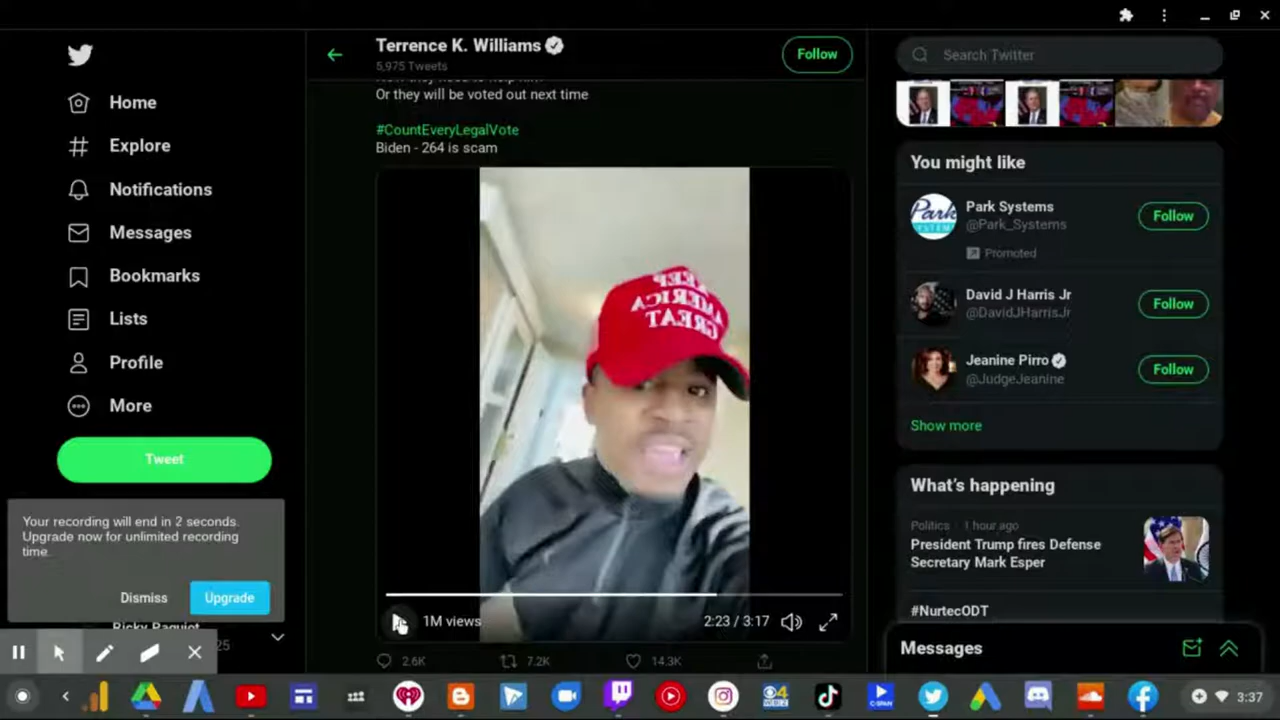 Terrence K. Williams
5,975 Tweets
Follow
Or they will be voted out next time
#CountEveryLegalVote
Biden - 264 is scam
KEEP
AMERICA
GREAT
1M views
2:23 / 3:17
2.6K
7.2K
14.3K
Home
Explore
Notifications
Messages
Bookmarks
Lists
Profile
More
Tweet
Your recording will end in 2 seconds.
Upgrade now for unlimited recording
time.
Dismiss
Upgrade
25
Search Twitter
You might like
Park Systems
@Park_Systems
Promoted
Follow
David J Harris Jr
@DavidJHarrisJr
Follow
Jeanine Pirro
@JudgeJeanine
Follow
Show more
What's happening
Politics · 1 hour ago
President Trump fires Defense
Secretary Mark Esper
#NurtecODT
Messages
3:37